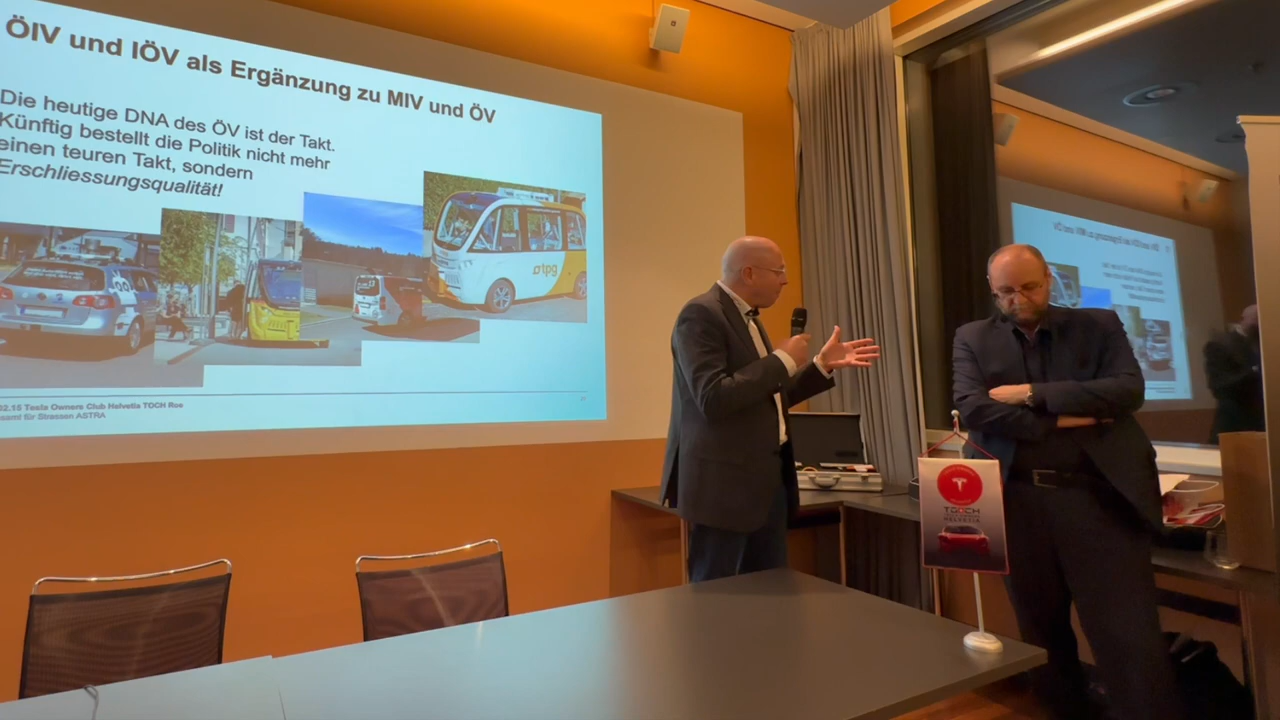 ÖIV und IÖV als Ergänzung zu MIV und ÖV
Die heutige DNA des ÖV ist der Takt.
Künftig bestellt die Politik nicht mehr
einen teuren Takt, sondern
Erschliessungsqualität!
tpg
02.15 Tesla Owners Club Helvetia TOCH Roe
samt für Strassen ASTRA
HELVETIA